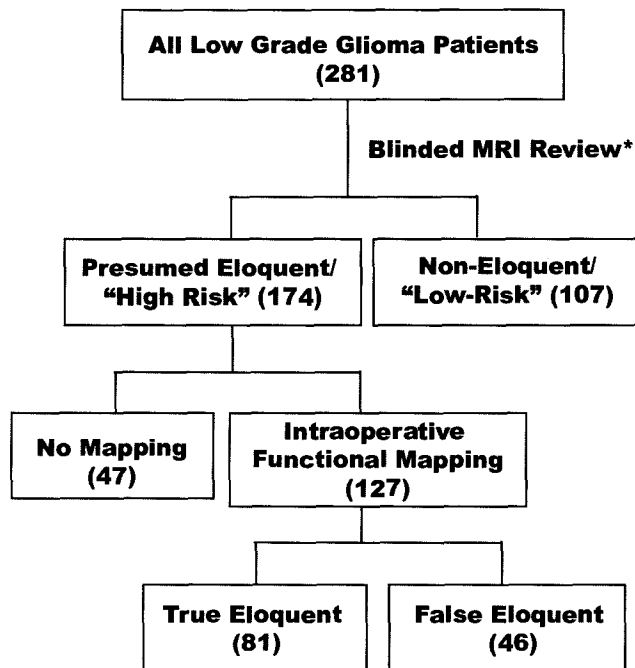 All Low Grade Glioma Patients
(281)
Blinded MRI Review*
Presumed Eloquent/
“High Risk” (174)
Non-Eloquent/
“Low-Risk” (107)
No Mapping
(47)
Intraoperative
Functional Mapping
(127)
True Eloquent
(81)
False Eloquent
(46)